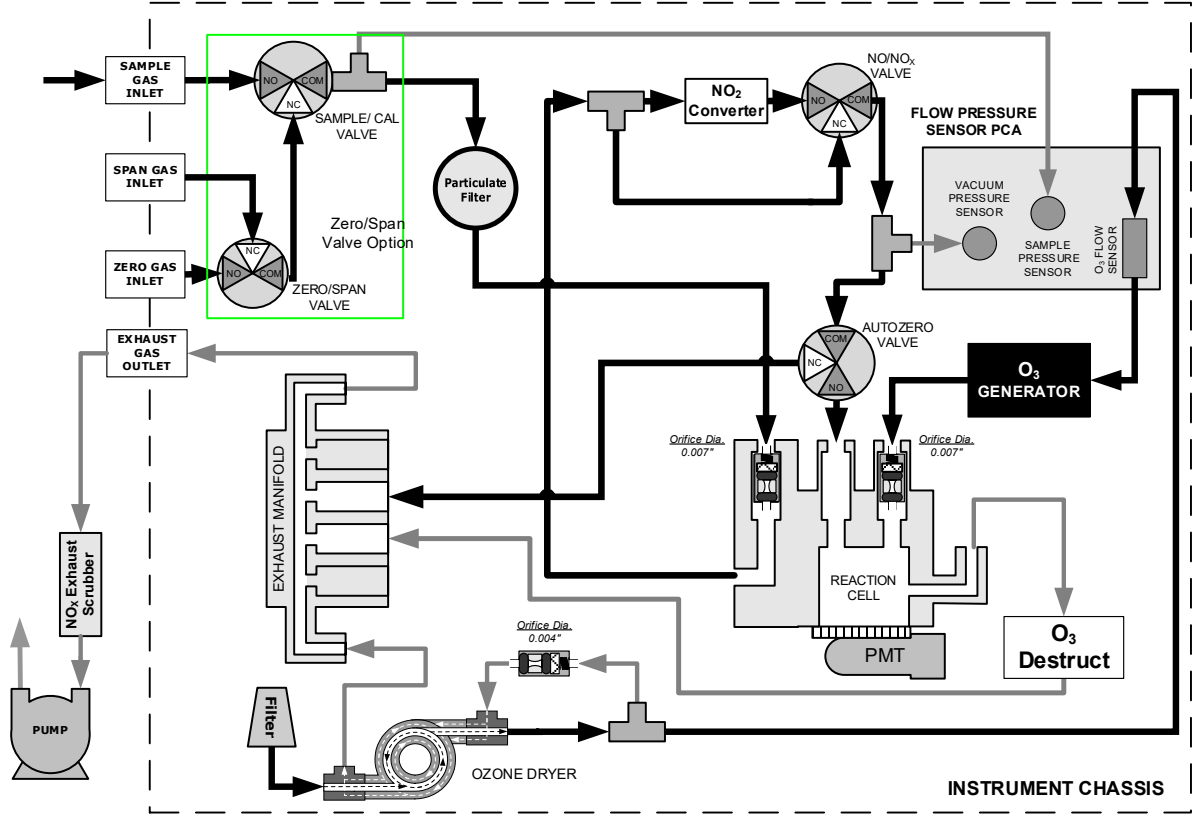 SAMPLE
GAS
INLET
NO
COM
NC
SAMPLE/ CAL
VALVE
SPAN GAS
INLET
ZERO GAS
INLET
NC
NO
COM
ZERO/SPAN
VALVE
Zero/Span
Valve Option
Particulate
Filter
NO2
Converter
NO/NOX
VALVE
NO
COM
NC
FLOW PRESSURE
SENSOR PCA
VACUUM
PRESSURE
SENSOR
SAMPLE
PRESSURE
SENSOR
O3 FLOW
SENSOR
AUTOZERO
VALVE
COM
NC
NO
O3
GENERATOR
EXHAUST
GAS
OUTLET
Orifice Dia.
0.007"
Orifice Dia.
0.007"
EXHAUST MANIFOLD
NOX Exhaust
Scrubber
REACTION
CELL
PMT
O3
Destruct
Orifice Dia.
0.004"
PUMP
Filter
OZONE DRYER
INSTRUMENT CHASSIS